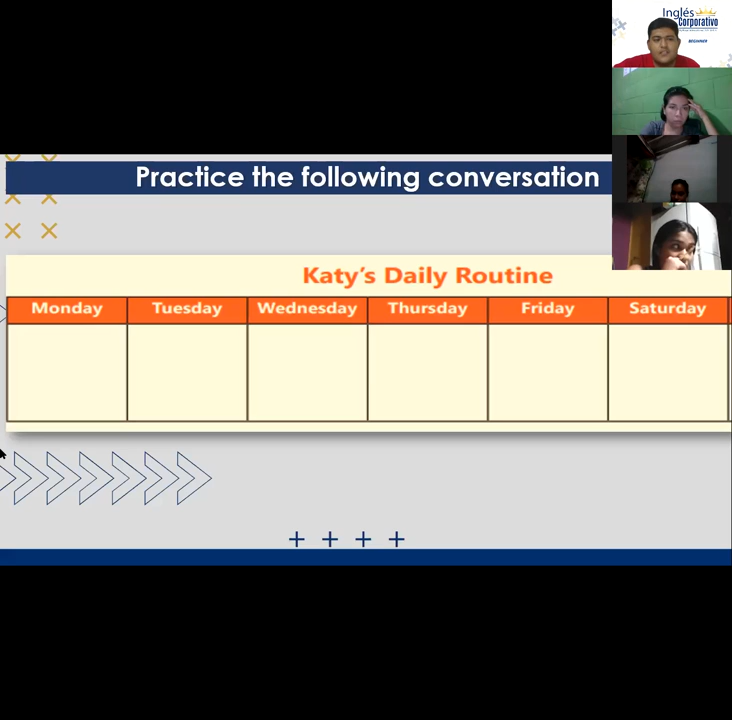 Inglés
Corporativo
BEGINNER
Practice the following conversation
Katy's Daily Routine
Monday Tuesday Wednesday Thursday Friday Saturday